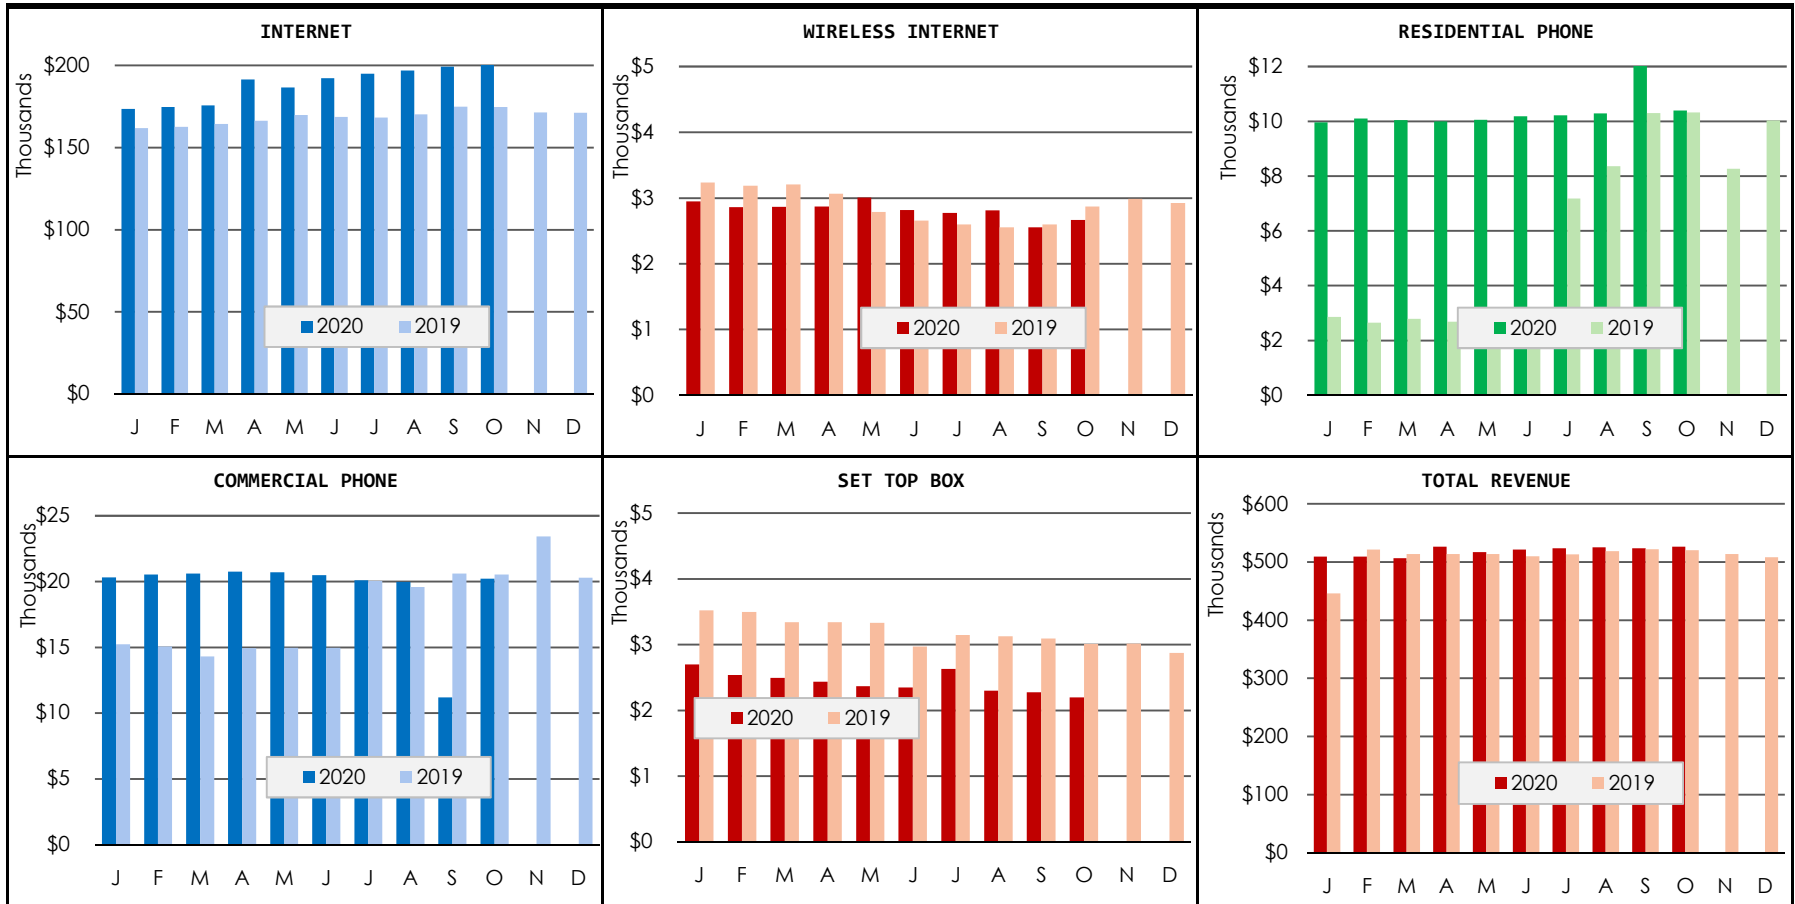 INTERNET
Thousands
$200
$150
$100
$50
$0
2020 2019
J F M A M J J A S O N D
WIRELESS INTERNET
Thousands
$5
$4
$3
$2
$1
$0
2020 2019
J F M A M J J A S O N D
RESIDENTIAL PHONE
Thousands
$12
$10
$8
$6
$4
$2
$0
2020 2019
J F M A M J J A S O N D
COMMERCIAL PHONE
Thousands
$25
$20
$15
$10
$5
$0
2020 2019
J F M A M J J A S O N D
SET TOP BOX
Thousands
$5
$4
$3
$2
$1
$0
2020 2019
J F M A M J J A S O N D
TOTAL REVENUE
Thousands
$600
$500
$400
$300
$200
$100
$0
2020 2019
J F M A M J J A S O N D